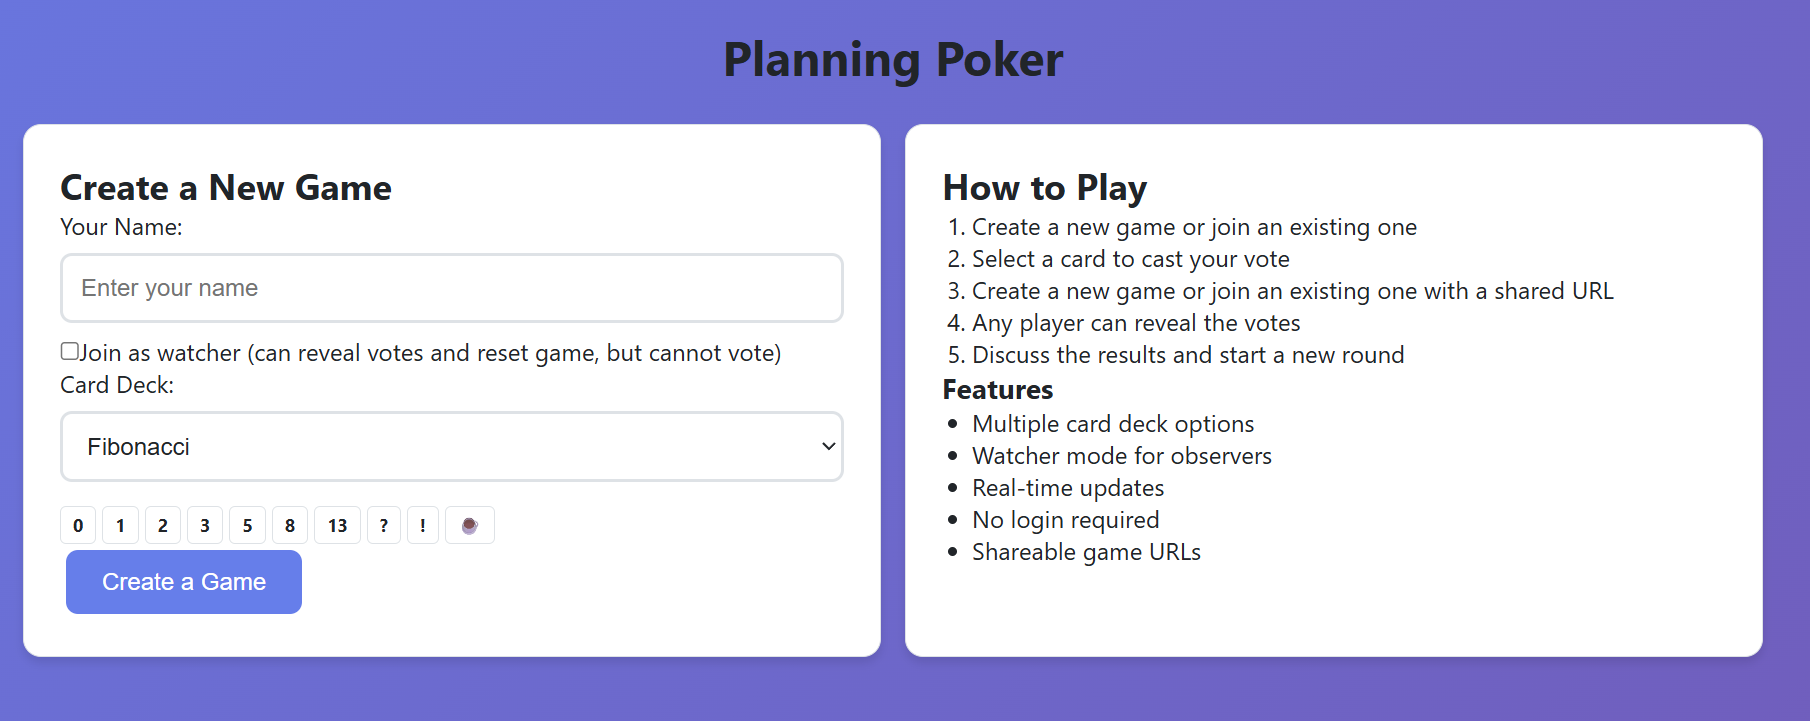 Planning Poker
Create a New Game
Your Name:
Enter your name
Join as watcher (can reveal votes and reset game, but cannot vote)
Card Deck:
Fibonacci
0 1 2 3 5 8 13 ? !
Create a Game
How to Play
1. Create a new game or join an existing one
2. Select a card to cast your vote
3. Create a new game or join an existing one with a shared URL
4. Any player can reveal the votes
5. Discuss the results and start a new round
Features
Multiple card deck options
Watcher mode for observers
Real-time updates
No login required
Shareable game URLs